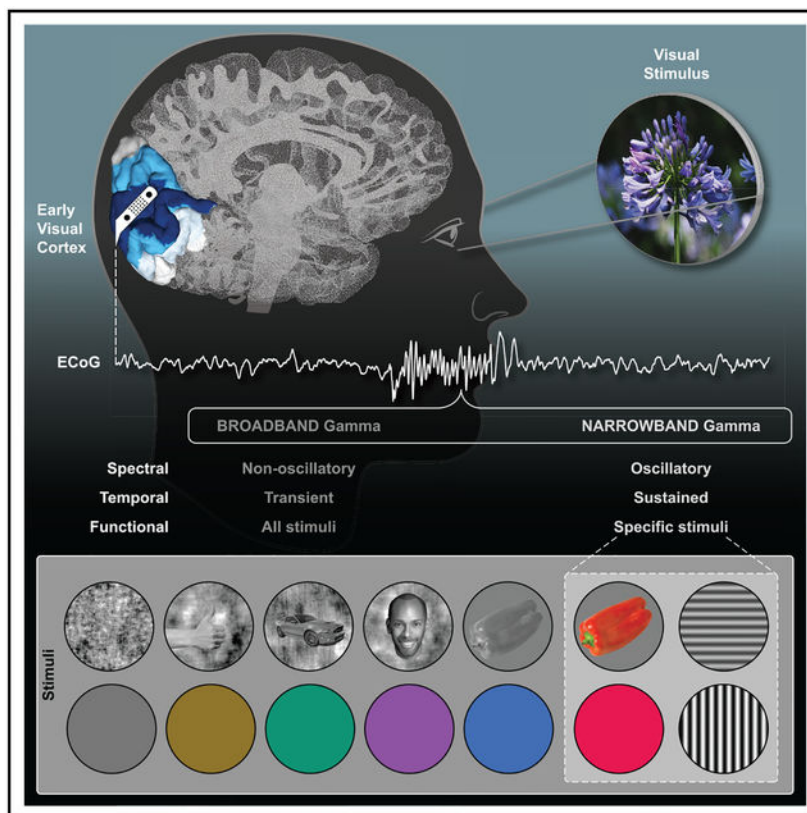 Visual
Stimulus
Early
Visual
Cortex
ECoG
BROADBAND Gamma NARROWBAND Gamma
Spectral Non-oscillatory Oscillatory
Temporal Transient Sustained
Functional All stimuli Specific stimuli
Stimuli